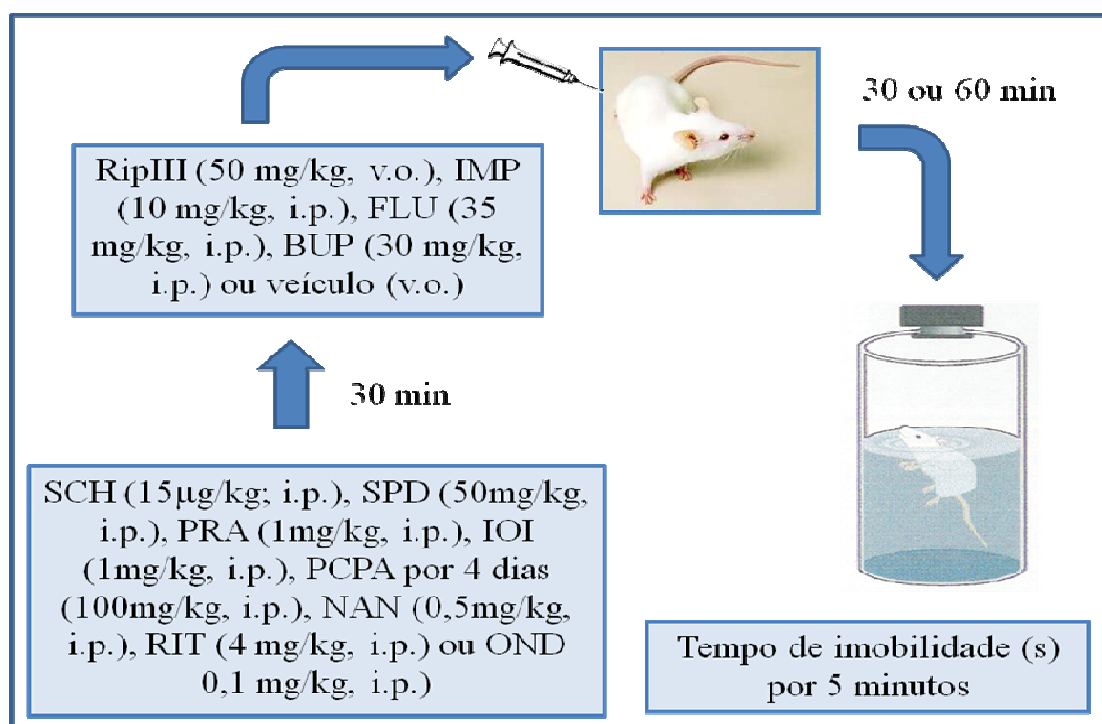 RipIII (50 mg/kg, v.o.), IMP
(10 mg/kg, i.p.), FLU (35
mg/kg, i.p.), BUP (30 mg/kg,
i.p.) ou veículo (v.o.)
30 ou 60 min
30 min
SCH (15µg/kg; i.p.), SPD (50mg/kg,
i.p.), PRA (1mg/kg, i.p.), IOI
(1mg/kg, i.p.), PCPA por 4 dias
(100mg/kg, i.p.), NAN (0,5mg/kg,
i.p.), RIT (4 mg/kg, i.p.) ou OND
0,1 mg/kg, i.p.)
Tempo de imobilidade (s)
por 5 minutos